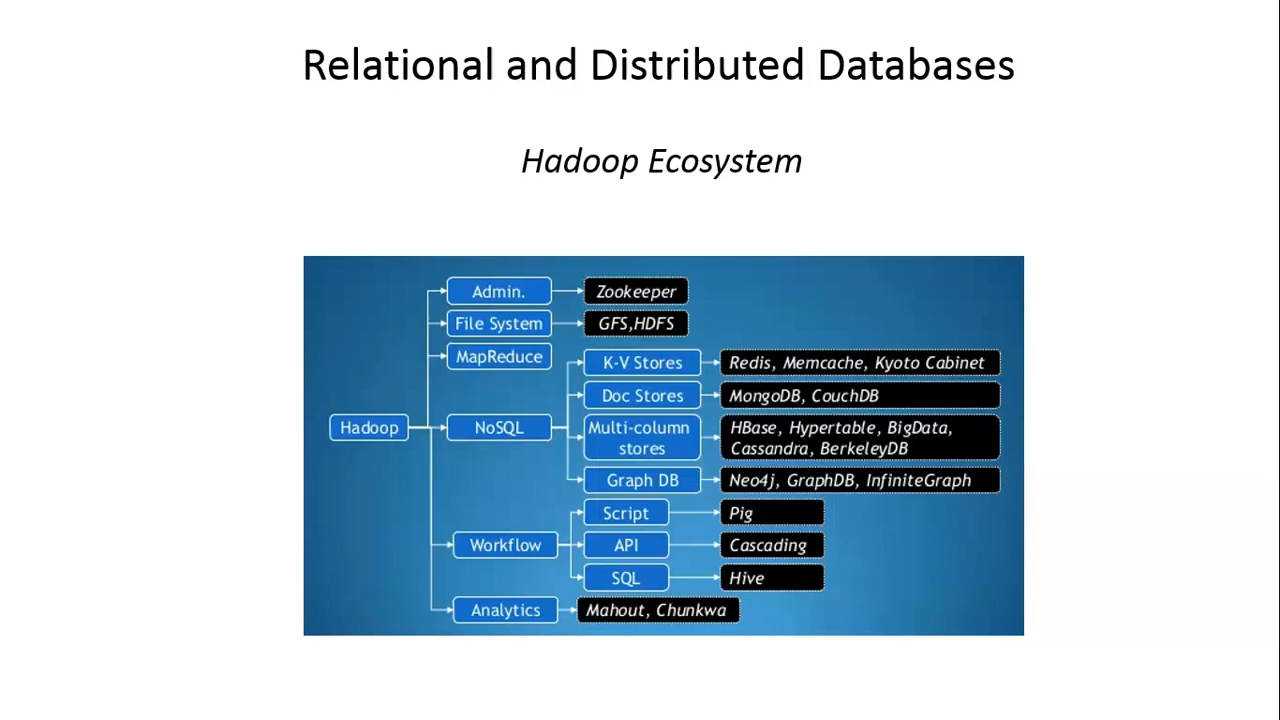 Relational and Distributed Databases
Hadoop Ecosystem
Admin.
Zookeeper
File System
GFS,HDFS
MapReduce
K-V Stores
Redis, Memcache, Kyoto Cabinet
Doc Stores
MongoDB, CouchDB
Hadoop
NoSQL
Multi-column
stores
HBase, Hypertable, BigData,
Cassandra, BerkeleyDB
Graph DB
Neo4j, GraphDB, InfiniteGraph
Script
Pig
Workflow
API
Cascading
SQL
Hive
Analytics
Mahout, Chunkwa